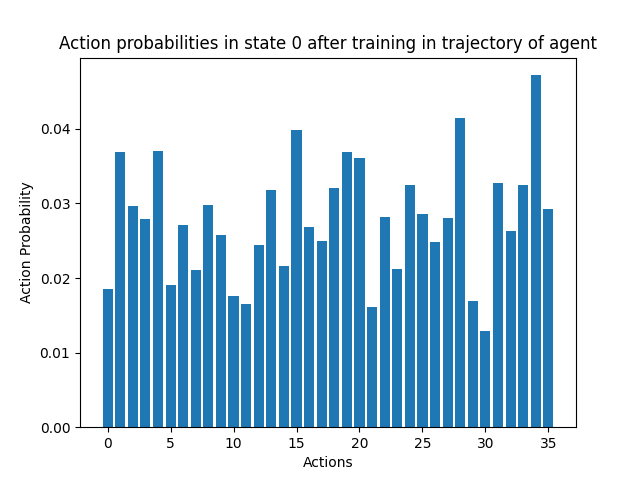 Action probabilities in state 0 after training in trajectory of agent
0.04
0.03
0.02
0.01
0.00
Action Probability
0 5 10 15 20 25 30 35
Actions